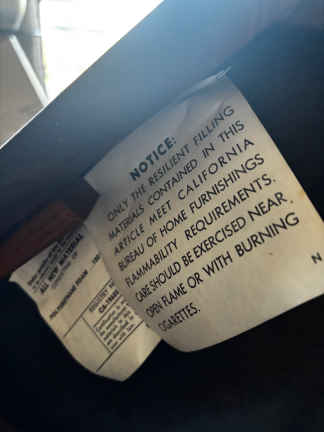 NOTICE:
ONLY THE RESILIENT FILLING
MATERIALS CONTAINED IN THIS
ARTICLE MEET CALIFORNIA
BUREAU OF HOME FURNISHINGS
FLAMMABILITY REQUIREMENTS.
CARE SHOULD BE EXERCISED NEAR
OPEN FLAME OR WITH BURNING
CIGARETTES.
N
ALL NEW MATERIAL